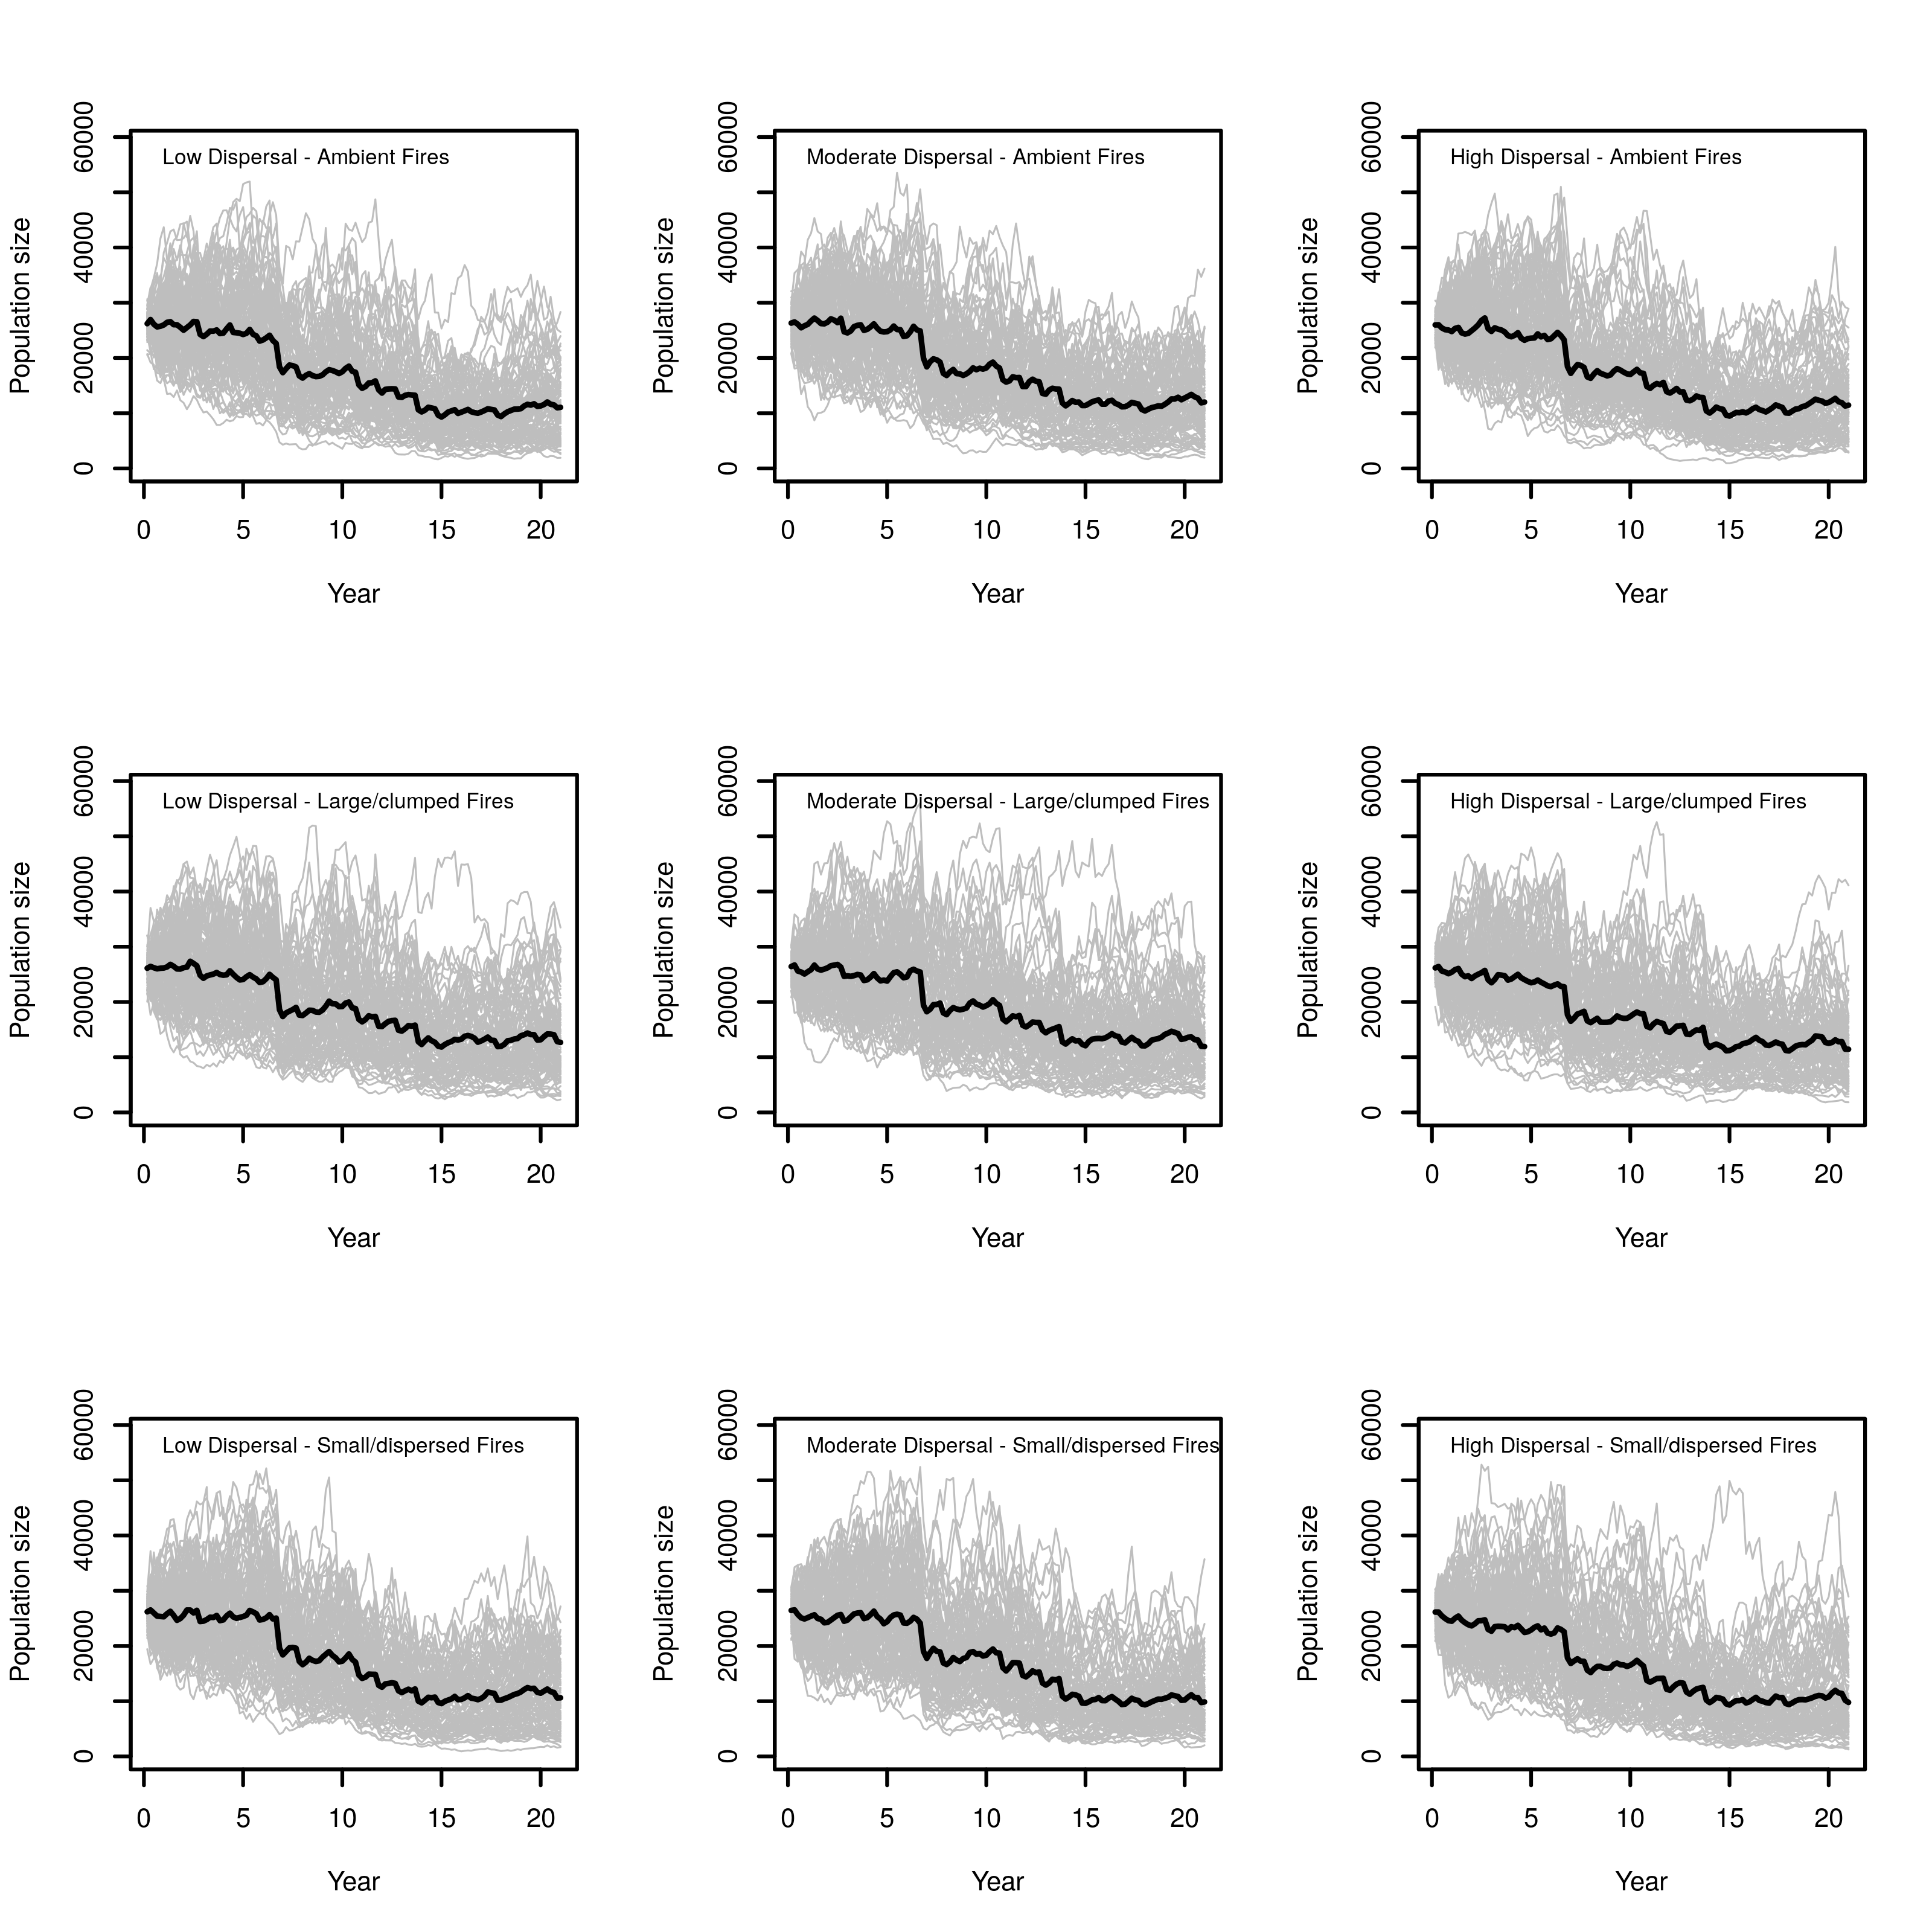 Low Dispersal - Ambient Fires
Population size
0
20000
40000
60000
0 5 10 15 20
Year
Moderate Dispersal - Ambient Fires
Population size
0
20000
40000
60000
0 5 10 15 20
Year
High Dispersal - Ambient Fires
Population size
0
20000
40000
60000
0 5 10 15 20
Year
Low Dispersal - Large/clumped Fires
Population size
0
20000
40000
60000
0 5 10 15 20
Year
Moderate Dispersal - Large/clumped Fires
Population size
0
20000
40000
60000
0 5 10 15 20
Year
High Dispersal - Large/clumped Fires
Population size
0
20000
40000
60000
0 5 10 15 20
Year
Low Dispersal - Small/dispersed Fires
Population size
0
20000
40000
60000
0 5 10 15 20
Year
Moderate Dispersal - Small/dispersed Fires
Population size
0
20000
40000
60000
0 5 10 15 20
Year
High Dispersal - Small/dispersed Fires
Population size
0
20000
40000
60000
0 5 10 15 20
Year